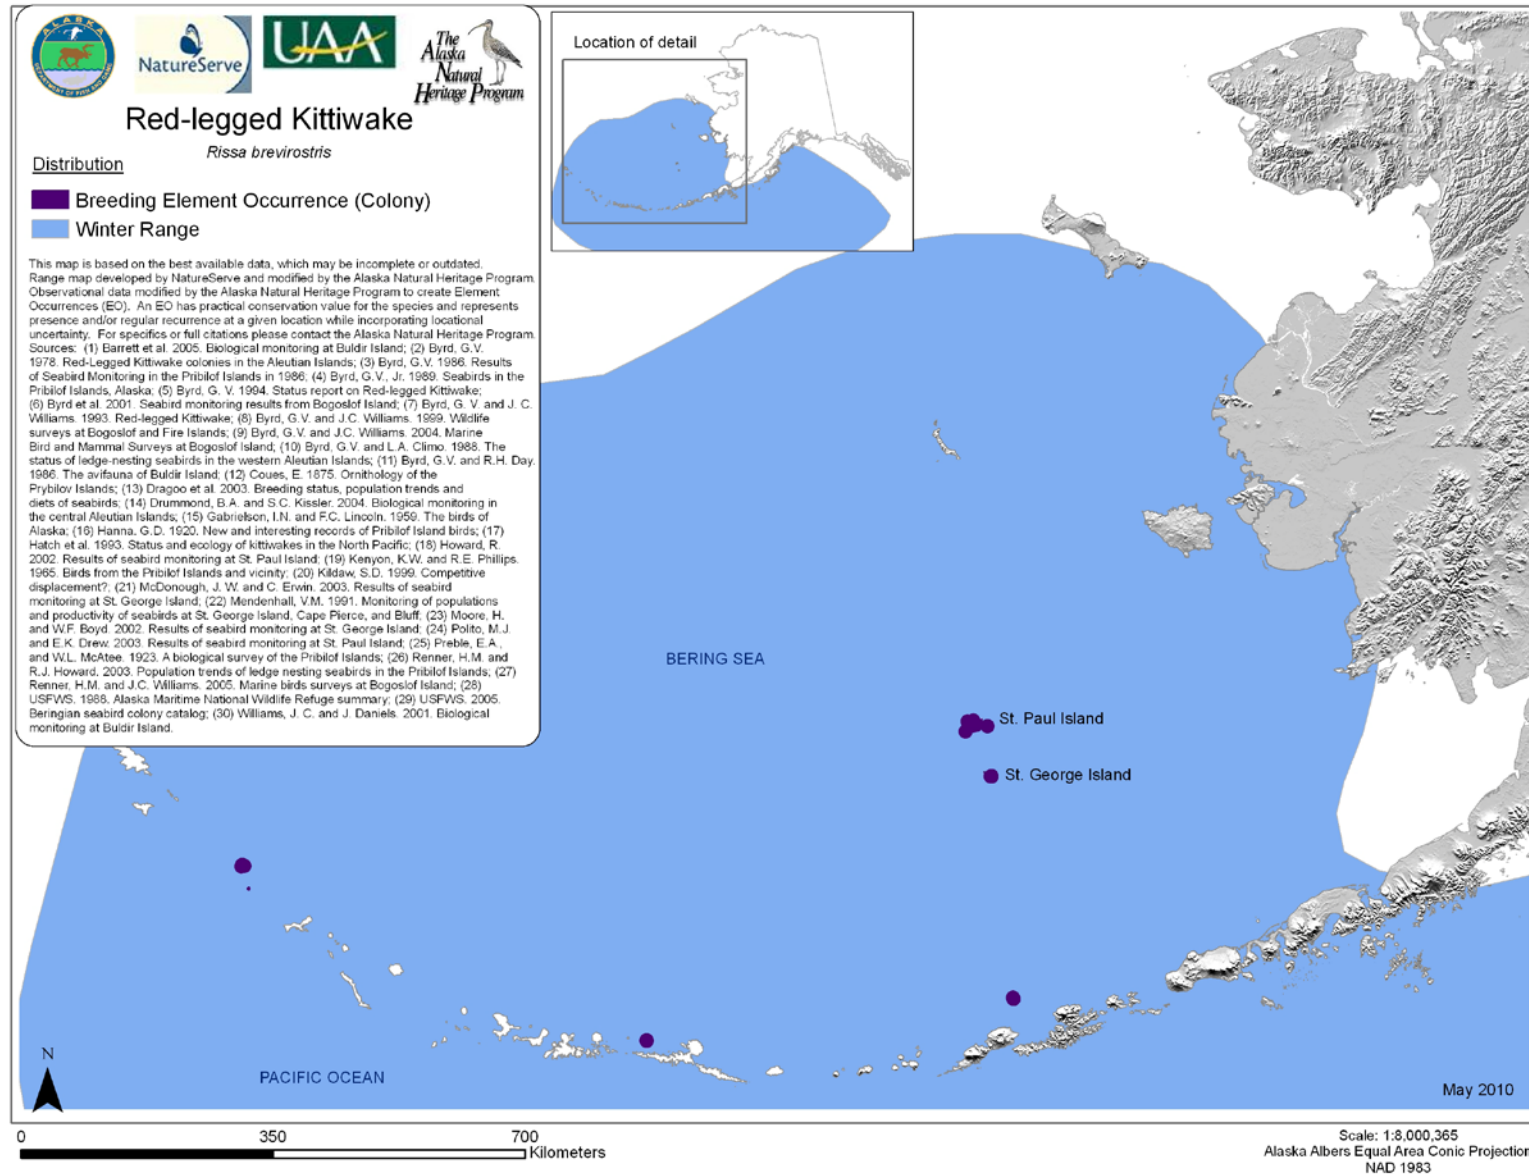 ALASKA
DEPARTMENT OF FISH AND GAME
NatureServe
UAA
The
Alaska
Natural
Heritage Program
Red-legged Kittiwake
Rissa brevirostris
Distribution
Breeding Element Occurrence (Colony)
Winter Range
This map is based on the best available data, which may be incomplete or outdated.
Range map developed by NatureServe and modified by the Alaska Natural Heritage Program.
Observational data modified by the Alaska Natural Heritage Program to create Element
Occurrences (EO). An EO has practical conservation value for the species and represents
presence and/or regular recurrence at a given location while incorporating locational
uncertainty. For specifics or full citations please contact the Alaska Natural Heritage Program.
Sources: (1) Barrett et al. 2005. Biological monitoring at Buldir Island; (2) Byrd, G.V.
1978. Red-Legged Kittiwake colonies in the Aleutian Islands; (3) Byrd, G.V. 1986. Results
of Seabird Monitoring in the Pribilof Islands in 1986; (4) Byrd, G.V., Jr. 1989. Seabirds in the
Pribilof Islands, Alaska; (5) Byrd, G. V. 1994. Status report on Red-legged Kittiwake;
(6) Byrd et al. 2001. Seabird monitoring results from Bogoslof Island; (7) Byrd, G. V. and J. C.
Williams. 1993. Red-legged Kittiwake; (8) Byrd, G.V. and J.C. Williams. 1999. Wildlife
surveys at Bogoslof and Fire Islands; (9) Byrd, G.V. and J.C. Williams. 2004. Marine
Bird and Mammal Surveys at Bogoslof Island; (10) Byrd, G.V. and L.A. Climo. 1988. The
status of ledge-nesting seabirds in the western Aleutian Islands; (11) Byrd, G.V. and R.H. Day.
1986. The avifauna of Buldir Island; (12) Coues, E. 1875. Ornithology of the
Prybilov Islands; (13) Dragoo et al. 2003. Breeding status, population trends and
diets of seabirds; (14) Drummond, B.A. and S.C. Kissler. 2004. Biological monitoring in
the central Aleutian Islands; (15) Gabrielson, I.N. and F.C. Lincoln. 1959. The birds of
Alaska; (16) Hanna. G.D. 1920. New and interesting records of Pribilof Island birds; (17)
Hatch et al. 1993. Status and ecology of kittiwakes in the North Pacific; (18) Howard, R.
2002. Results of seabird monitoring at St. Paul Island; (19) Kenyon, K.W. and R.E. Phillips.
1965. Birds from the Pribilof Islands and vicinity; (20) Kildaw, S.D. 1999. Competitive
displacement?; (21) McDonough, J. W. and C. Erwin. 2003. Results of seabird
monitoring at St. George Island; (22) Mendenhall, V.M. 1991. Monitoring of populations
and productivity of seabirds at St. George Island, Cape Pierce, and Bluff; (23) Moore, H.
and W.F. Boyd. 2002. Results of seabird monitoring at St. George Island; (24) Polito, M.J.
and E.K. Drew. 2003. Results of seabird monitoring at St. Paul Island; (25) Preble, E.A.,
and W.L. McAtee. 1923. A biological survey of the Pribilof Islands; (26) Renner, H.M. and
R.J. Howard. 2003. Population trends of ledge nesting seabirds in the Pribilof Islands; (27)
Renner, H.M. and J.C. Williams. 2005. Marine birds surveys at Bogoslof Island; (28)
USFWS. 1988. Alaska Maritime National Wildlife Refuge summary; (29) USFWS. 2005.
Beringian seabird colony catalog; (30) Williams, J. C. and J. Daniels. 2001. Biological
monitoring at Buldir Island.
Location of detail
BERING SEA
St. Paul Island
St. George Island
PACIFIC OCEAN
N
May 2010
0 350 700
Kilometers
Scale: 1:8,000,365
Alaska Albers Equal Area Conic Projection
NAD 1983